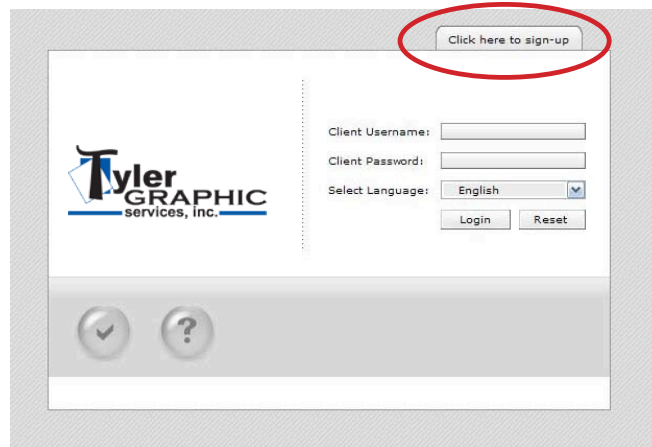 Click here to sign-up
Client Username:
Client Password:
Select Language: English
Login Reset
Tyler
GRAPHIC
services, inc.
?